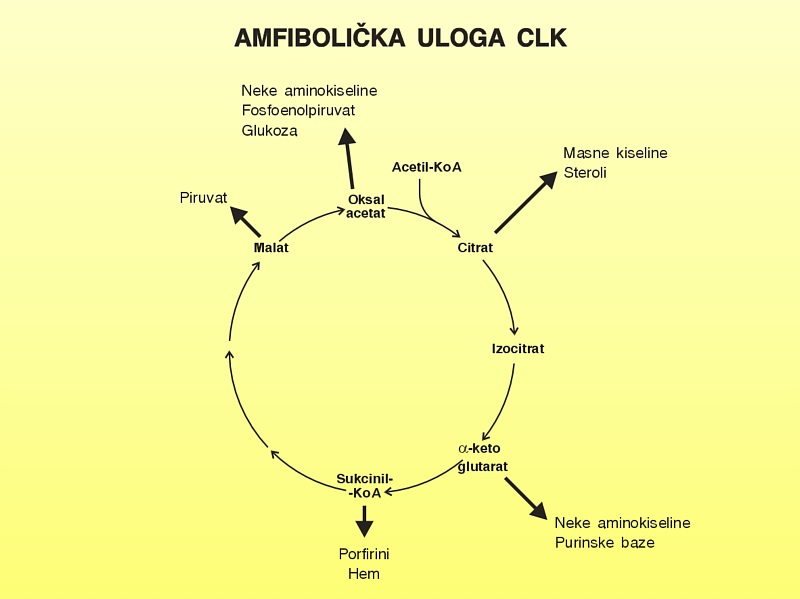 AMFIBOLIČKA ULOGA CLK
Neke aminokiseline
Fosfoenolpiruvat
Glukoza
Acetil-KoA
Masne kiseline
Steroli
Piruvat
Oksal
acetat
Malat
Citrat
Izocitrat
α-keto
glutarat
Sukcinil-
-KoA
Neke aminokiseline
Purinske baze
Porfirini
Hem